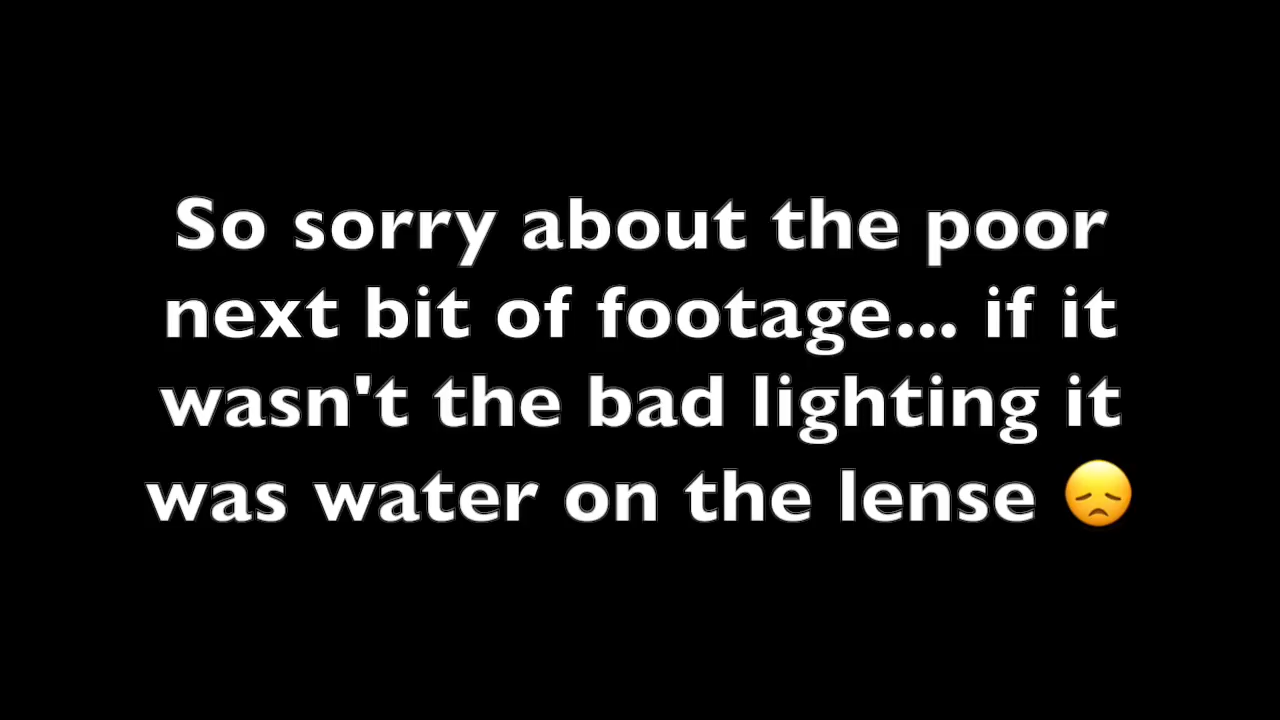 So sorry about the poor
next bit of footage... if it
wasn't the bad lighting it
was water on the lense 😞